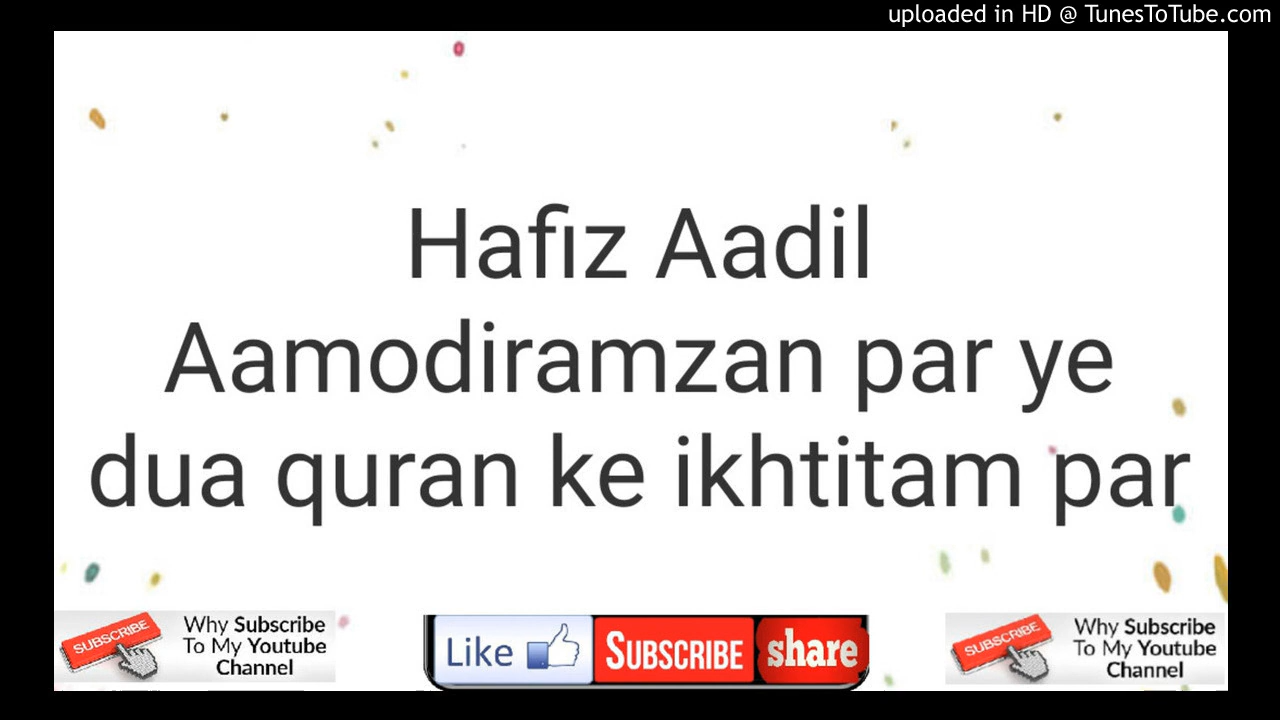 uploaded in HD @ TunesToTube.com
Hafiz Aadil
Aamodiramzan par ye
dua quran ke ikhtitam par
SUBSCRIBE
Why Subscribe
To My Youtube
Channel
Like
SUBSCRIBE
share
SUBSCRIBE
Why Subscribe
To My Youtube
Channel